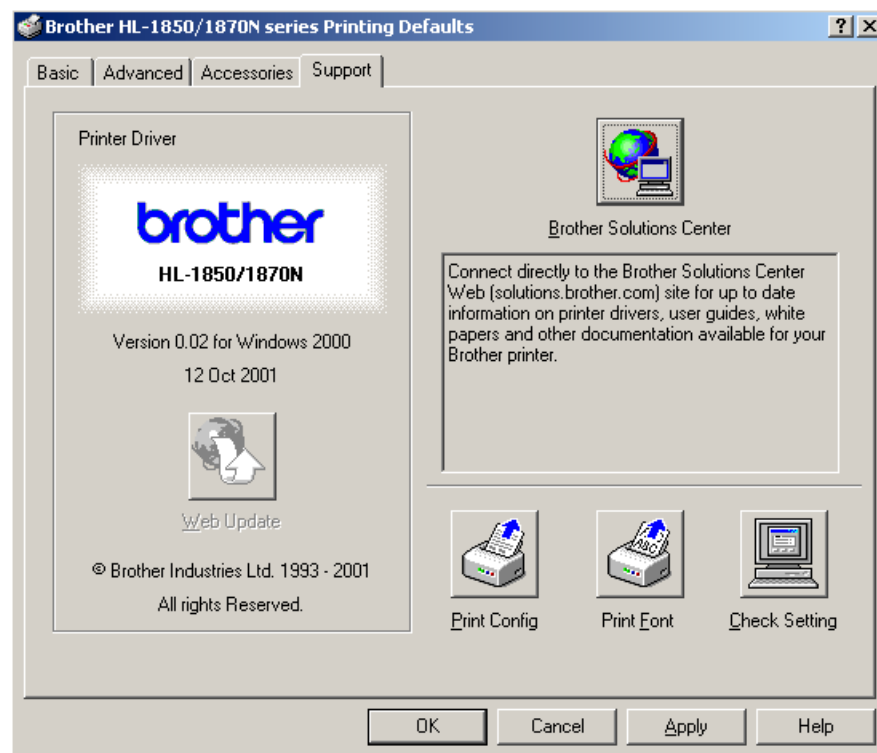 Brother HL-1850/1870N series Printing Defaults
Basic
Advanced
Accessories
Support
Printer Driver
brother
HL-1850/1870N
Version 0.02 for Windows 2000
12 Oct 2001
Web Update
© Brother Industries Ltd. 1993 - 2001
All rights Reserved.
Brother Solutions Center
Connect directly to the Brother Solutions Center
Web (solutions.brother.com) site for up to date
information on printer drivers, user guides, white
papers and other documentation available for your
Brother printer.
Print Config
ABC
Print Font
Check Setting
OK
Cancel
Apply
Help